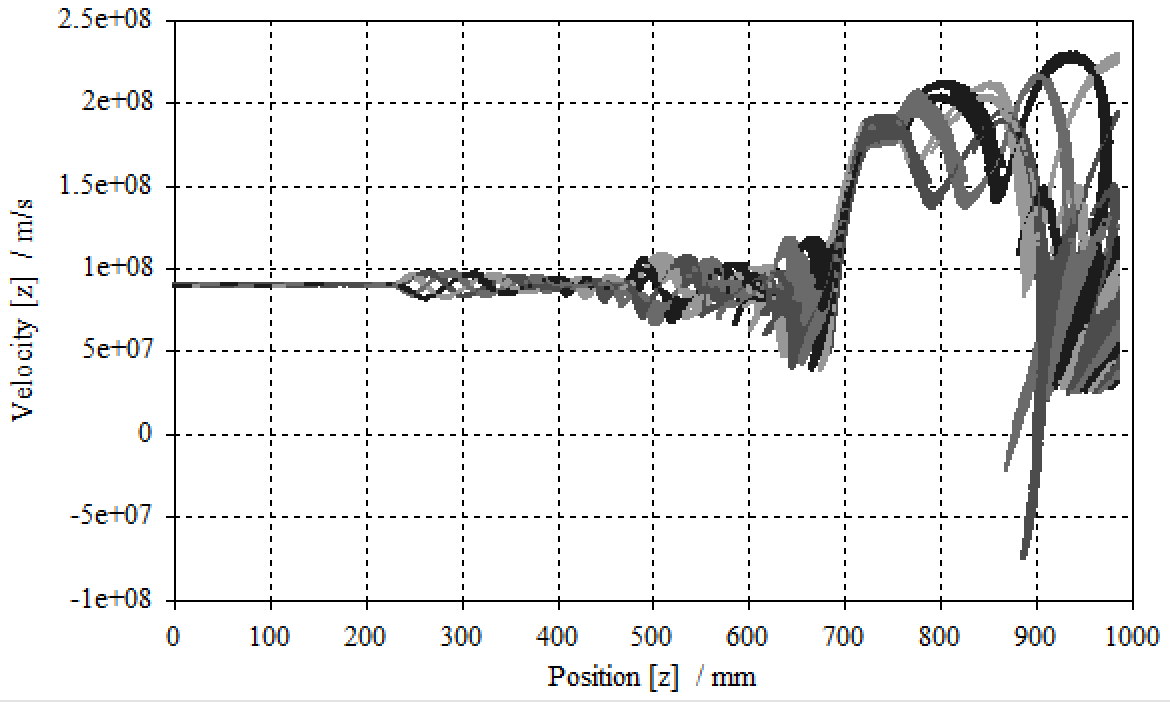 2.5e+08
2e+08
1.5e+08
1e+08
5e+07
0
-5e+07
-1e+08
Velocity [z] / m/s
0 100 200 300 400 500 600 700 800 900 1000
Position [z] / mm